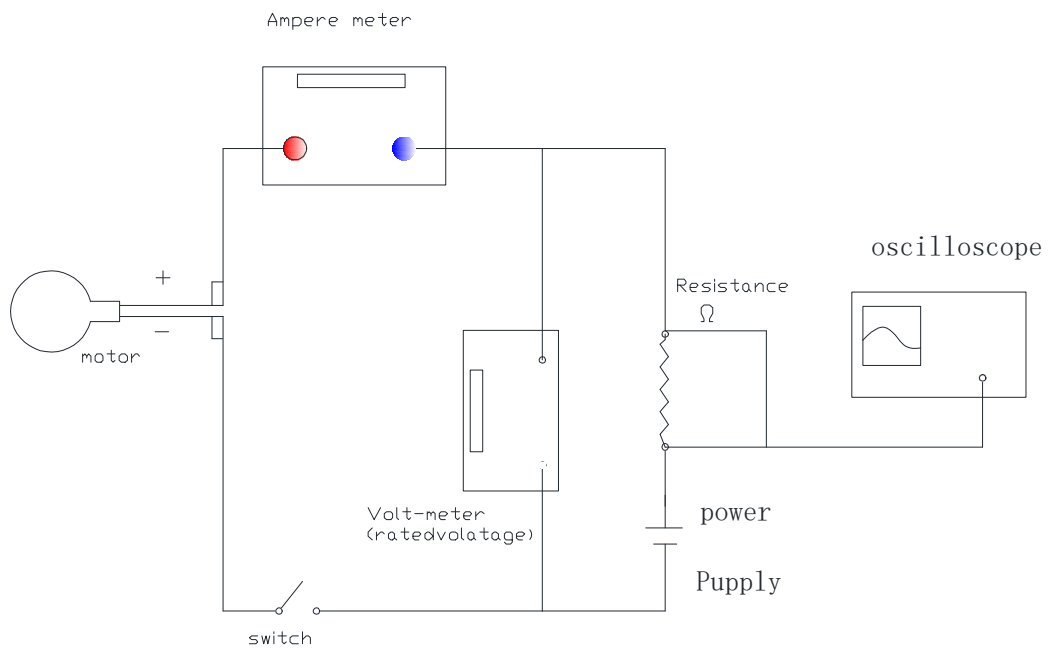 Ampere meter
oscilloscope
+
Resistance
Ω
−
motor
Volt-meter
(ratedvolatage)
power
Pupply
switch